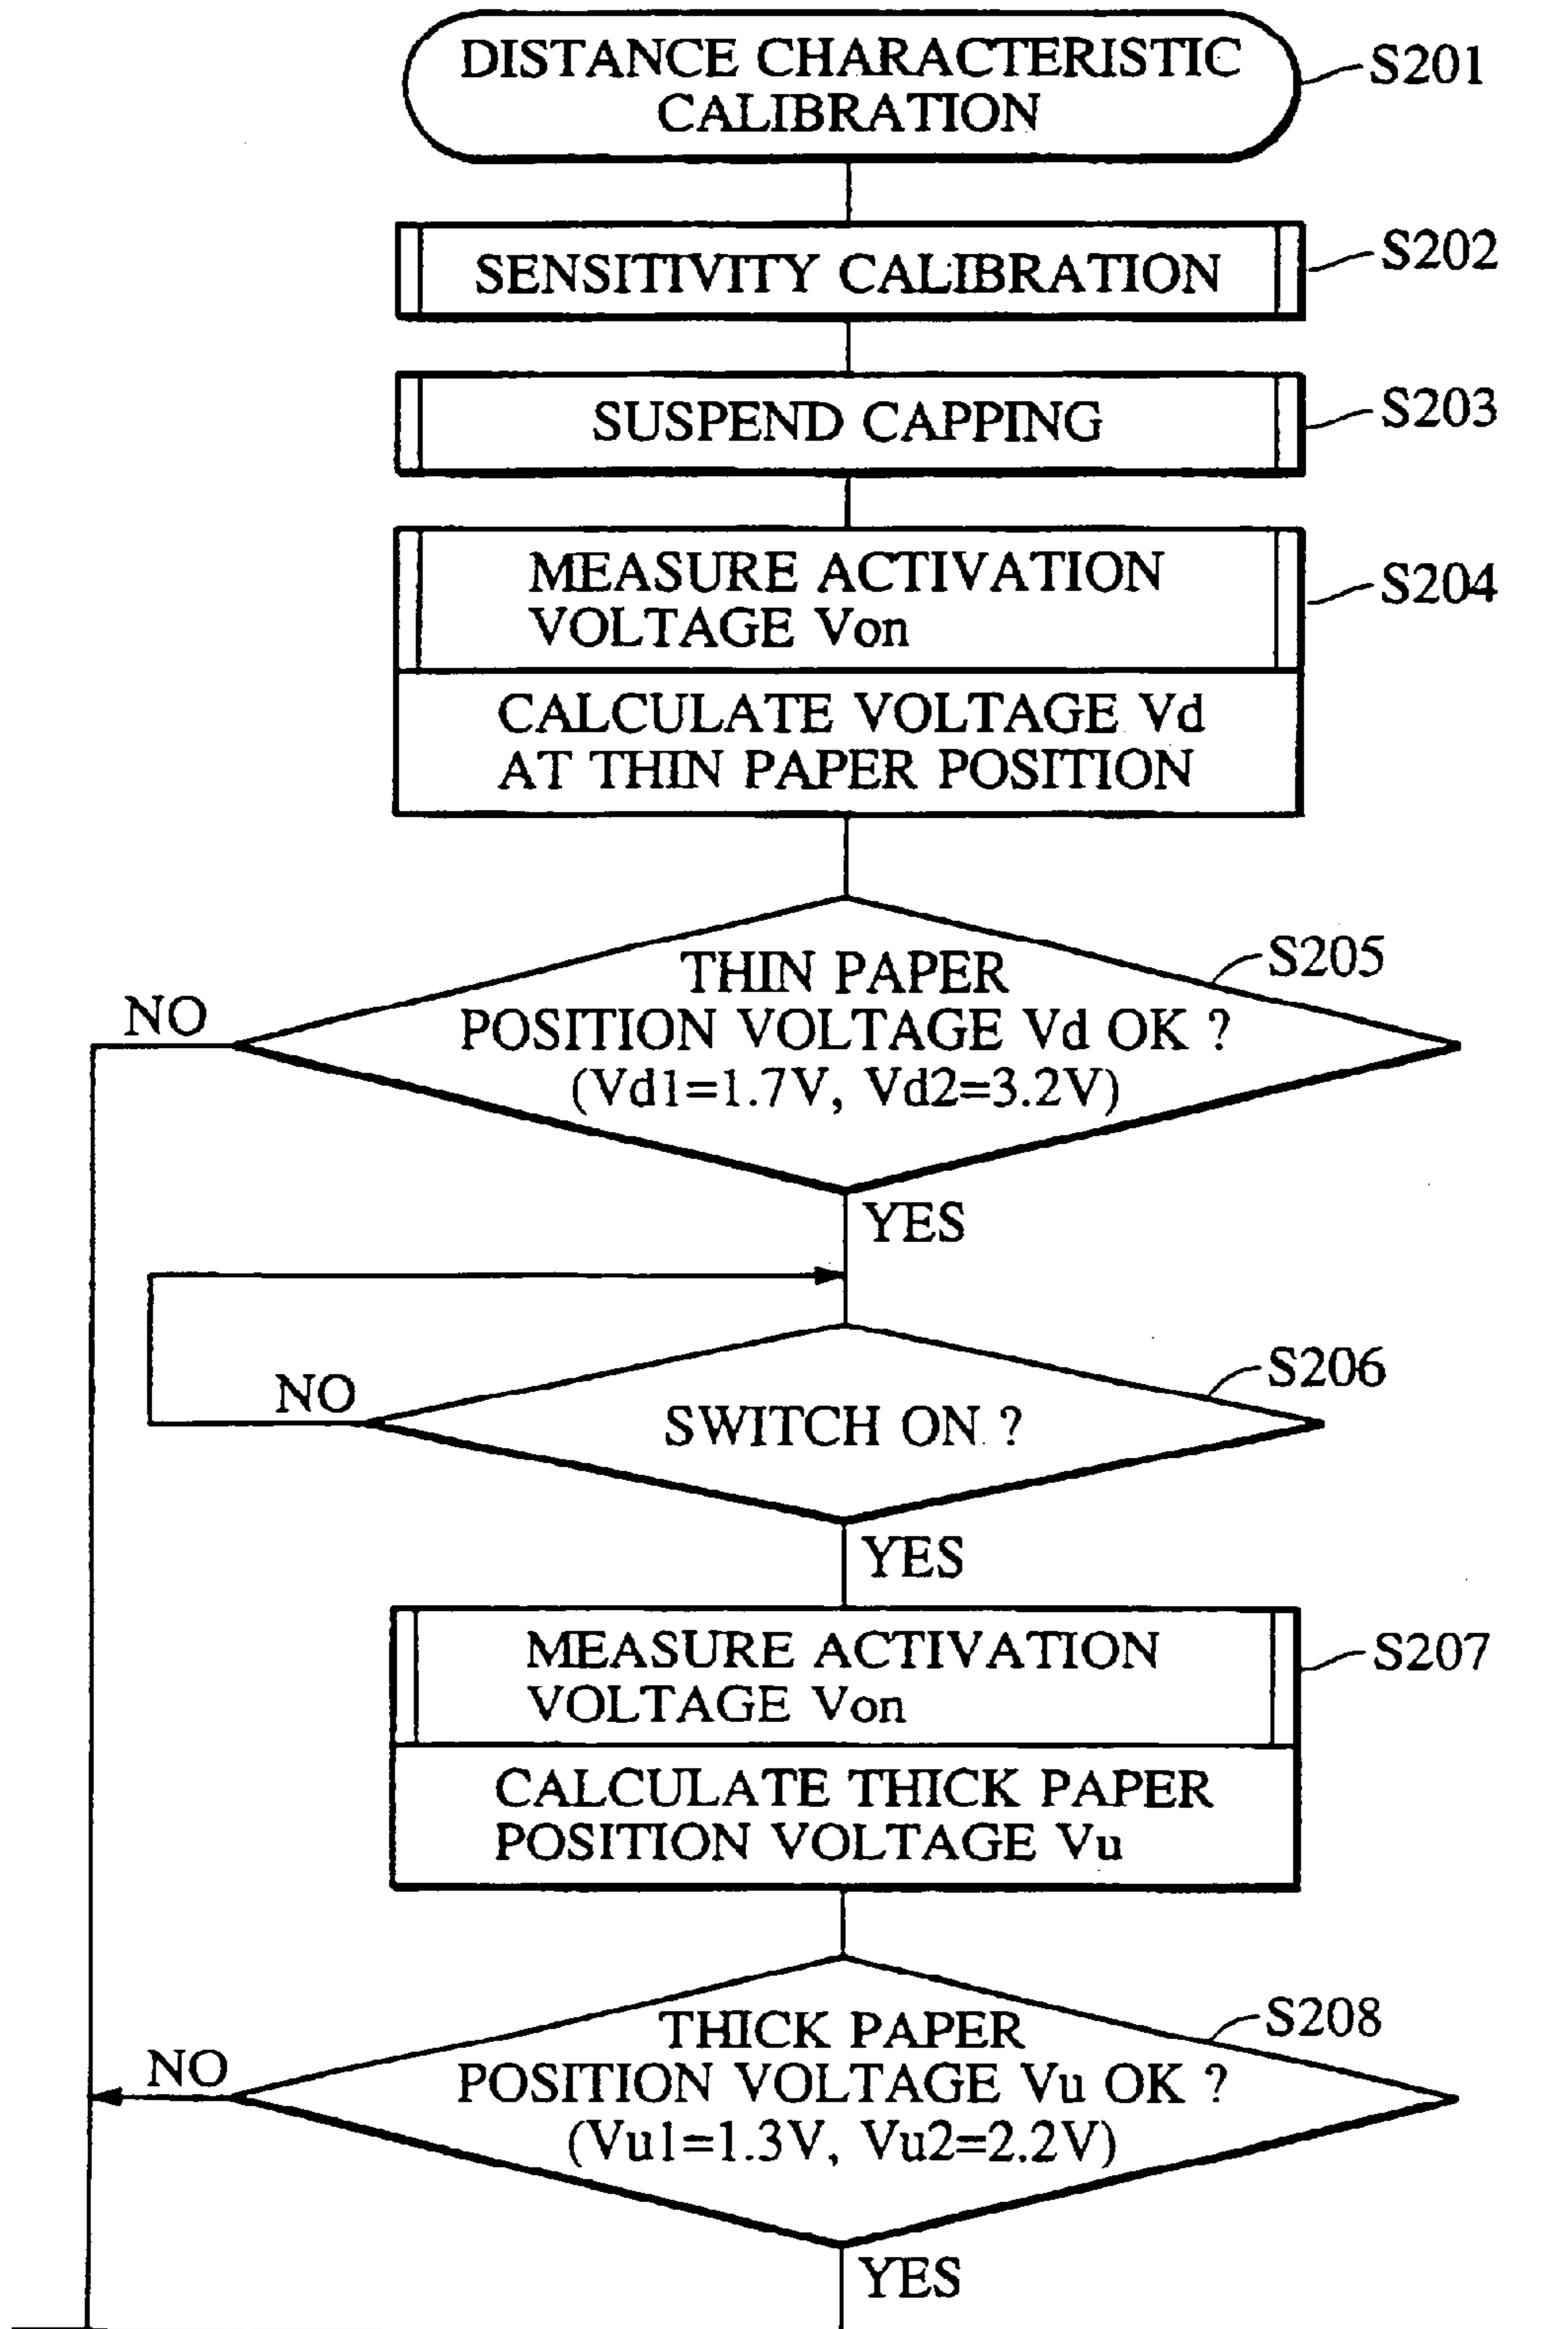 DISTANCE CHARACTERISTIC
CALIBRATION
S201
SENSITIVITY CALIBRATION
S202
SUSPEND CAPPING
S203
MEASURE ACTIVATION
VOLTAGE Von
S204
CALCULATE VOLTAGE Vd
AT THIN PAPER POSITION
THIN PAPER
POSITION VOLTAGE Vd OK ?
(Vd1=1.7V, Vd2=3.2V)
S205
NO
YES
SWITCH ON ?
S206
NO
YES
MEASURE ACTIVATION
VOLTAGE Von
S207
CALCULATE THICK PAPER
POSITION VOLTAGE Vu
THICK PAPER
POSITION VOLTAGE Vu OK ?
(Vu1=1.3V, Vu2=2.2V)
S208
NO
YES